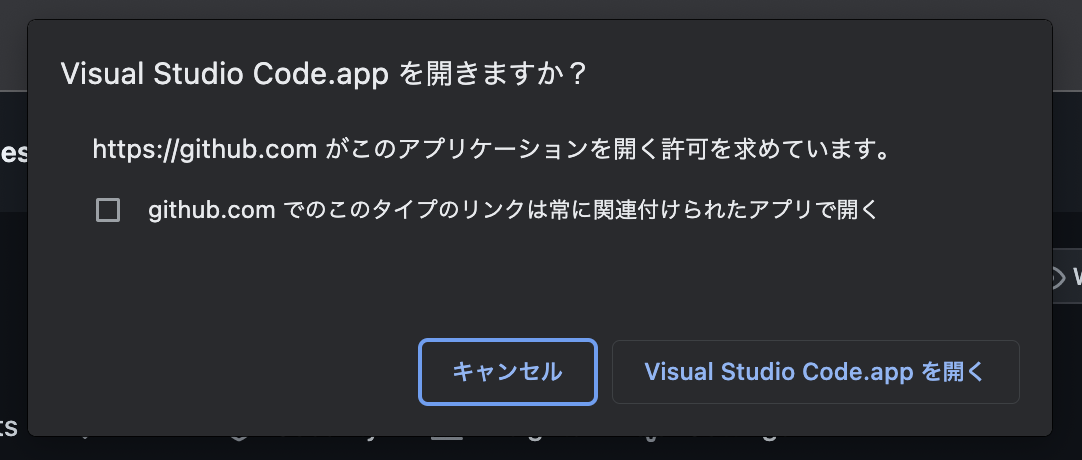 Visual Studio Code.app を開きますか？
https://github.com がこのアプリケーションを開く許可を求めています。
github.com でのこのタイプのリンクは常に関連付けられたアプリで開く
キャンセル
Visual Studio Code.app を開く